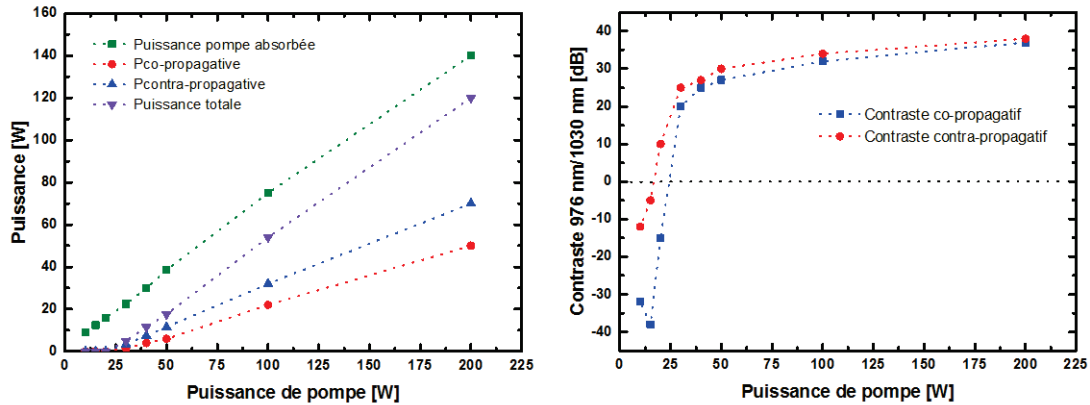 Puissance [W]
160
140
120
100
80
60
40
20
0
Puissance pompe absorbée
Pco-propagative
Pcontra-propagative
Puissance totale
0 25 50 75 100 125 150 175 200 225
Puissance de pompe [W]
Contraste 976 nm/1030 nm [dB]
40
30
20
10
0
-10
-20
-30
-40
Contraste co-propagatif
Contraste contra-propagatif
0 25 50 75 100 125 150 175 200 225
Puissance de pompe [W]